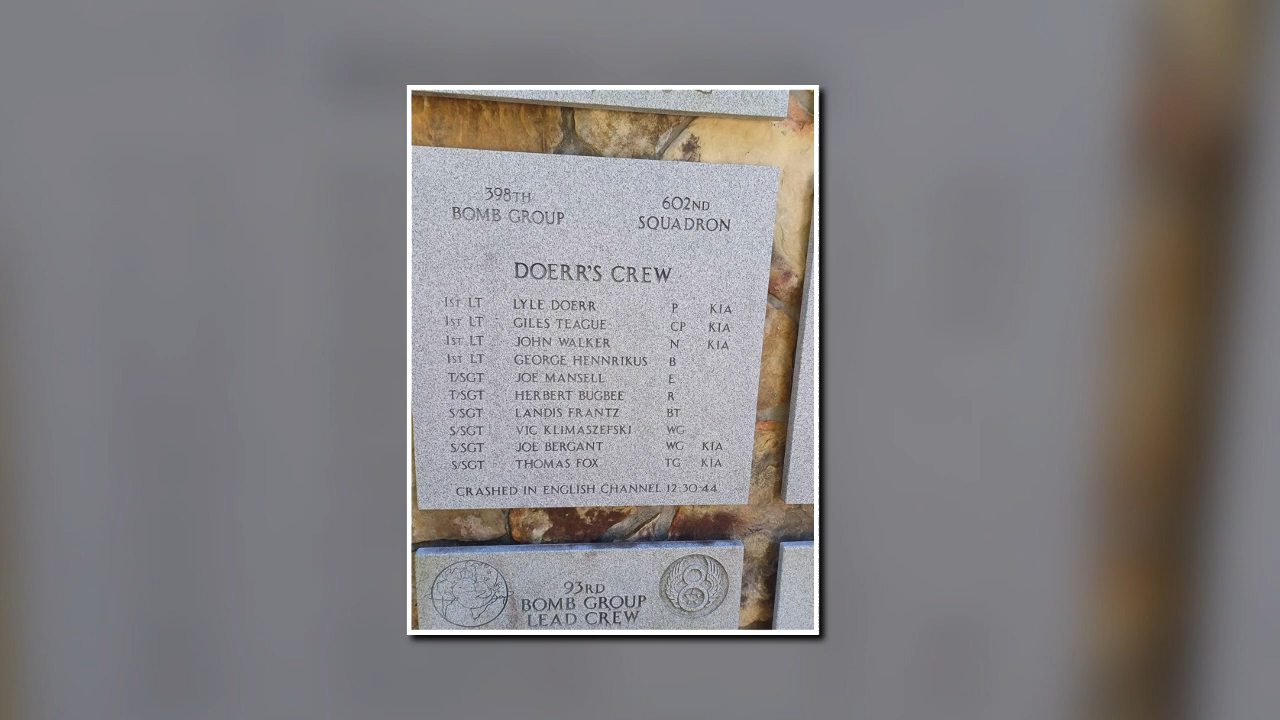 398TH BOMB GROUP
602ND SQUADRON
DOERR'S CREW
1ST LT LYLE DOERR P KIA
1ST LT GILES TEAGUE CP KIA
1ST LT JOHN WALKER N KIA
1ST LT GEORGE HENNRIKUS B
T/SGT JOE MANSELL E
T/SGT HERBERT BUGBEE R
S/SGT LANDIS FRANTZ BT
S/SGT VIC KLIMASZEFSKI WG
S/SGT JOE BERGANT WG KIA
S/SGT THOMAS FOX TG KIA
CRASHED IN ENGLISH CHANNEL 12·30·44
93RD
BOMB GROUP
LEAD CREW